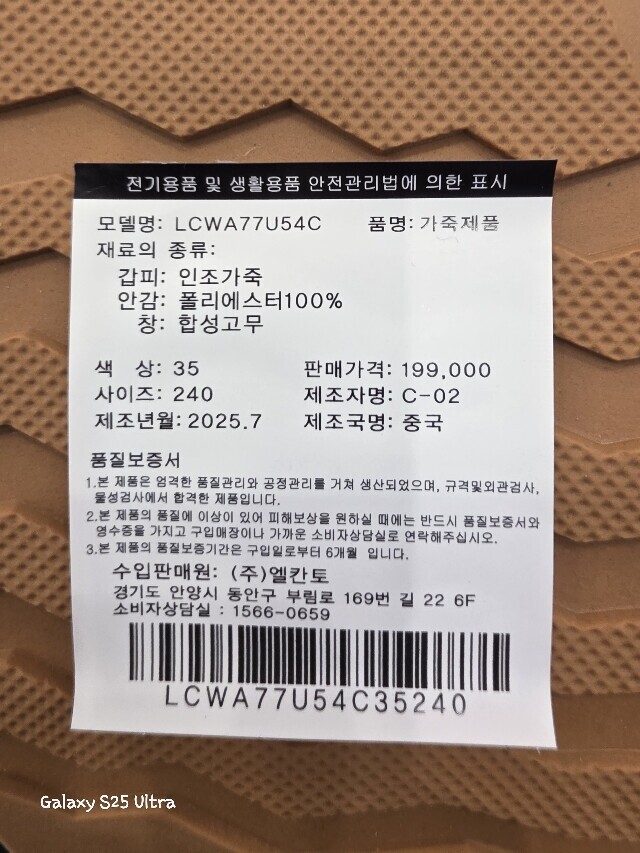 전기용품 및 생활용품 안전관리법에 의한 표시
모델명: LCWA77U54C 품명: 가죽제품
재료의 종류:
갑피: 인조가죽
안감: 폴리에스터100%
창: 합성고무
색 상: 35 판매가격: 199,000
사이즈: 240 제조자명: C-02
제조년월: 2025.7 제조국명: 중국
품질보증서
1.본 제품은 엄격한 품질관리와 공정관리를 거쳐 생산되었으며, 규격및외관검사,
물성검사에서 합격한 제품입니다.
2.본 제품의 품질에 이상이 있어 피해보상을 원하실 때에는 반드시 품질보증서와
영수증을 가지고 구입매장이나 가까운 소비자상담실로 연락해주십시오.
3.본 제품의 품질보증기간은 구입일로부터 6개월 입니다.
수입판매원: (주)엘칸토
경기도 안양시 동안구 부림로 169번 길 22 6F
소비자상담실 : 1566-0659
LCWA77U54C35240
Galaxy S25 Ultra